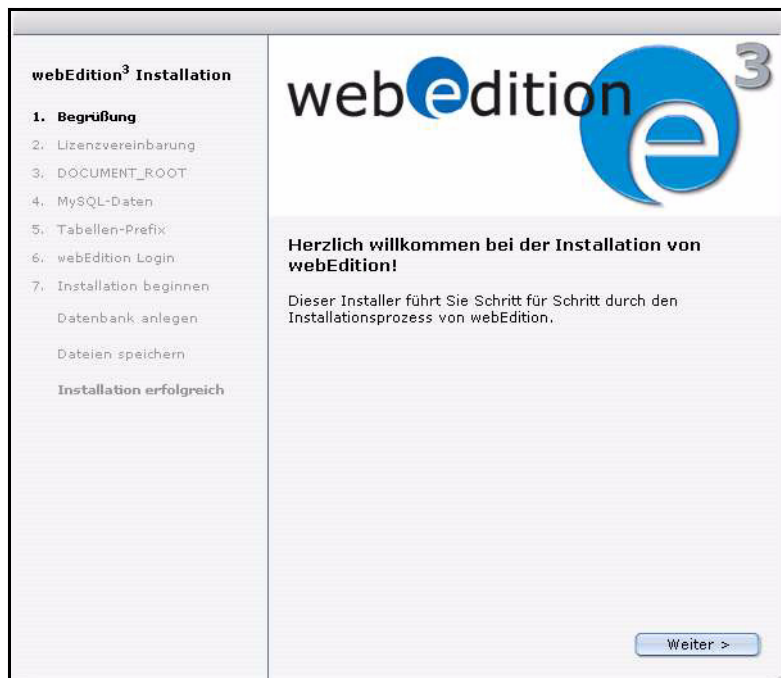 webEdition³ Installation
1. Begrüßung
2. Lizenzvereinbarung
3. DOCUMENT_ROOT
4. MySQL-Daten
5. Tabellen-Prefix
6. webEdition Login
7. Installation beginnen
Datenbank anlegen
Dateien speichern
Installation erfolgreich
webedition e 3
Herzlich willkommen bei der Installation von
webEdition!
Dieser Installer führt Sie Schritt für Schritt durch den
Installationsprozess von webEdition.
Weiter >